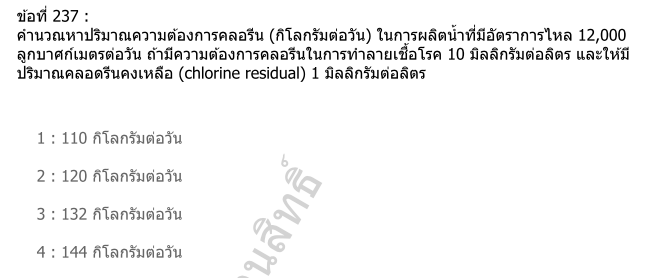 ข้อที่ 237 :
คำนวณหาปริมาณความต้องการคลอรีน (กิโลกรัมต่อวัน) ในการผลิตน้ำที่มีอัตราการไหล 12,000
ลูกบาศก์เมตรต่อวัน ถ้ามีความต้องการคลอรีนในการทำลายเชื้อโรค 10 มิลลิกรัมต่อลิตร และให้มี
ปริมาณคลอดรีนคงเหลือ (chlorine residual) 1 มิลลิกรัมต่อลิตร
1 : 110 กิโลกรัมต่อวัน
2 : 120 กิโลกรัมต่อวัน
3 : 132 กิโลกรัมต่อวัน
4 : 144 กิโลกรัมต่อวัน